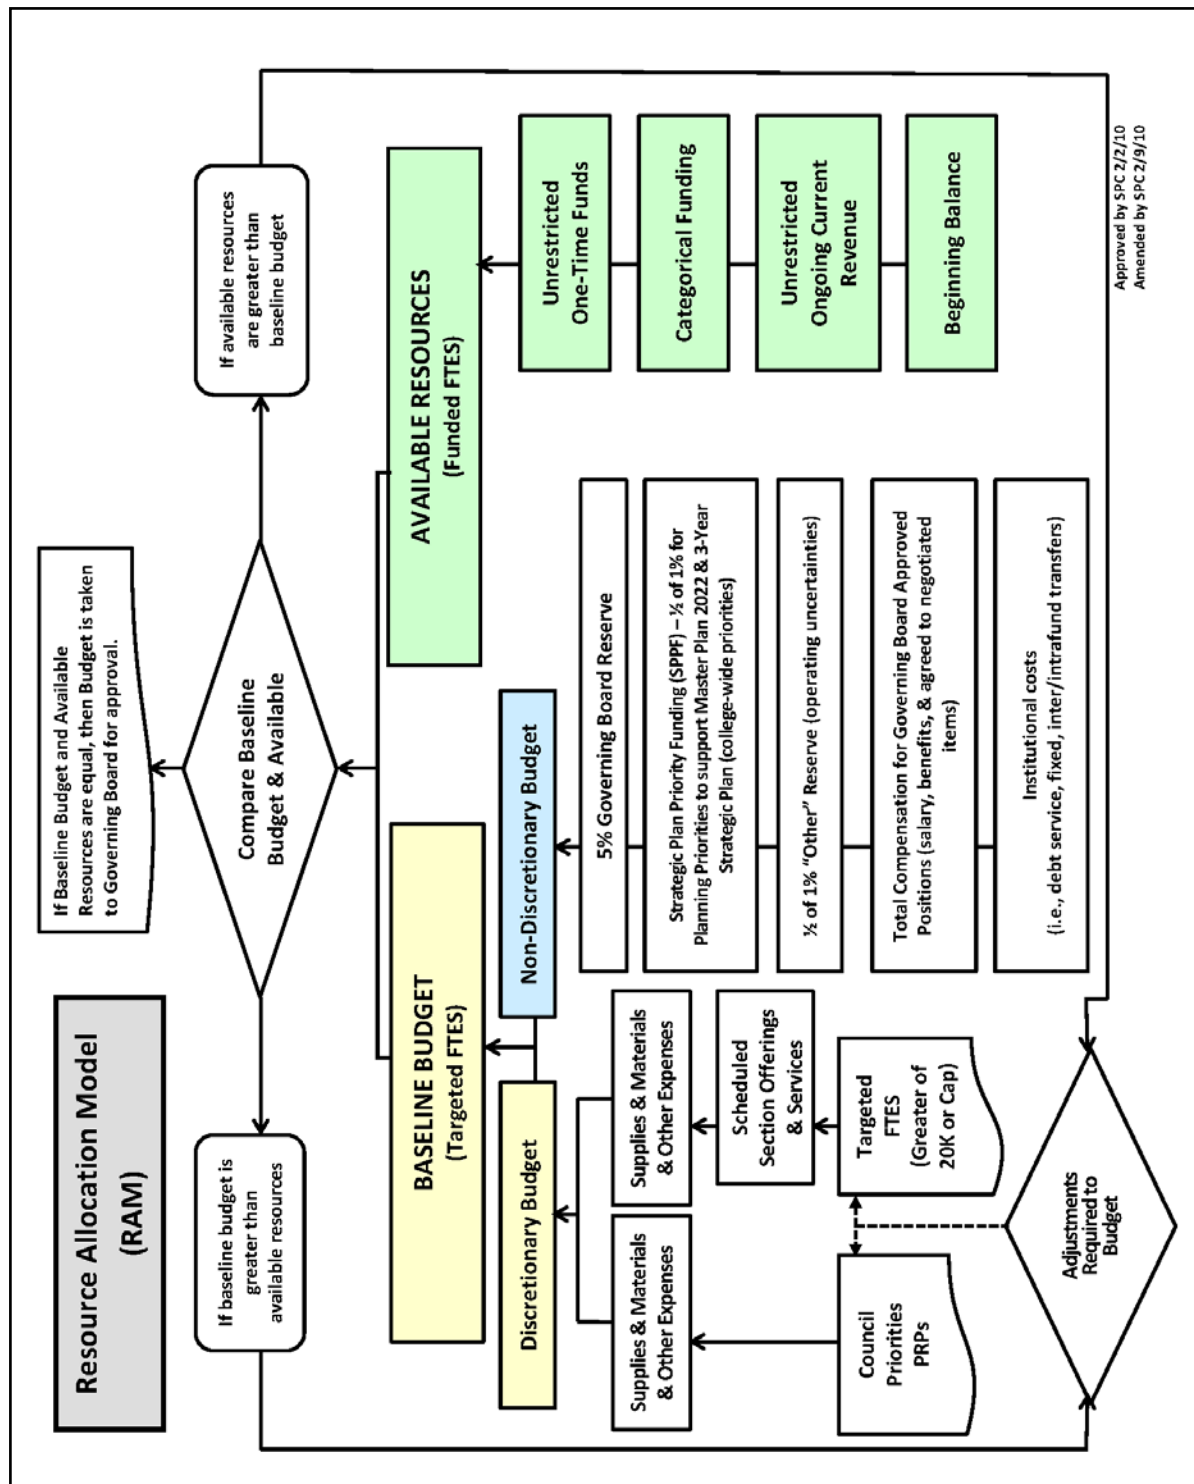 Resource Allocation Model
(RAM)
If Baseline Budget and Available
Resources are equal, then Budget is taken
to Governing Board for approval.
If baseline budget is
greater than
available resources
Compare Baseline
Budget & Available
If available resources
are greater than
baseline budget
BASELINE BUDGET
(Targeted FTES)
AVAILABLE RESOURCES
(Funded FTES)
Discretionary Budget
Non-Discretionary Budget
Unrestricted
One-Time Funds
Categorical Funding
Unrestricted
Ongoing Current
Revenue
Beginning Balance
Supplies & Materials
& Other Expenses
Supplies & Materials
& Other Expenses
Scheduled
Section Offerings
& Services
Council
Priorities
PRPs
Targeted
FTES
(Greater of
20K or Cap)
5% Governing Board Reserve
Strategic Plan Priority Funding (SPPF) – ½ of 1% for
Planning Priorities to support Master Plan 2022 & 3-Year
Strategic Plan (college-wide priorities)
½ of 1% “Other” Reserve (operating uncertainties)
Total Compensation for Governing Board Approved
Positions (salary, benefits, & agreed to negotiated
items)
Institutional costs
(i.e., debt service, fixed, inter/intrafund transfers)
Adjustments
Required to
Budget
Approved by SPC 2/2/10
Amended by SPC 2/9/10